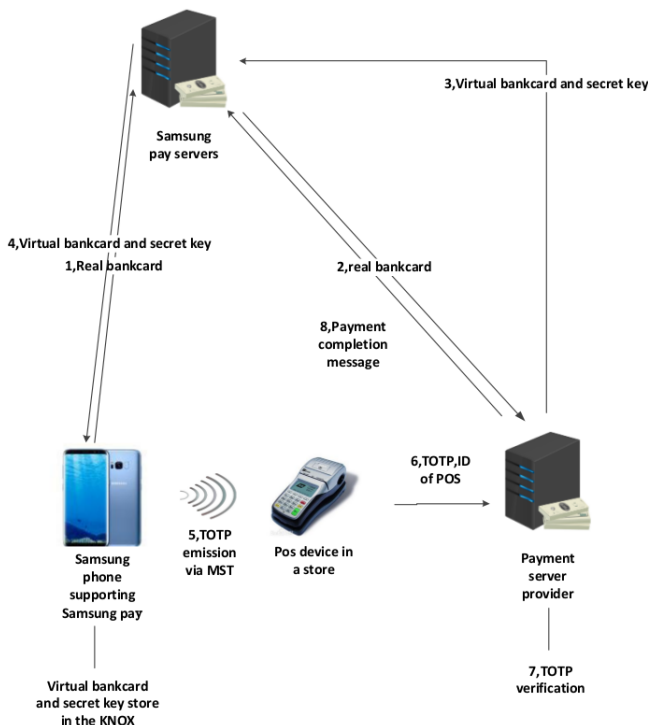 3,Virtual bankcard and secret key
Samsung
pay servers
4,Virtual bankcard and secret key
1,Real bankcard
2,real bankcard
8,Payment
completion
message
6,TOTP,ID
of POS
5,TOTP
emission
via MST
Pos device in
a store
Samsung
phone
supporting
Samsung pay
Payment
server
provider
Virtual bankcard
and secret key store
in the KNOX
7,TOTP
verification